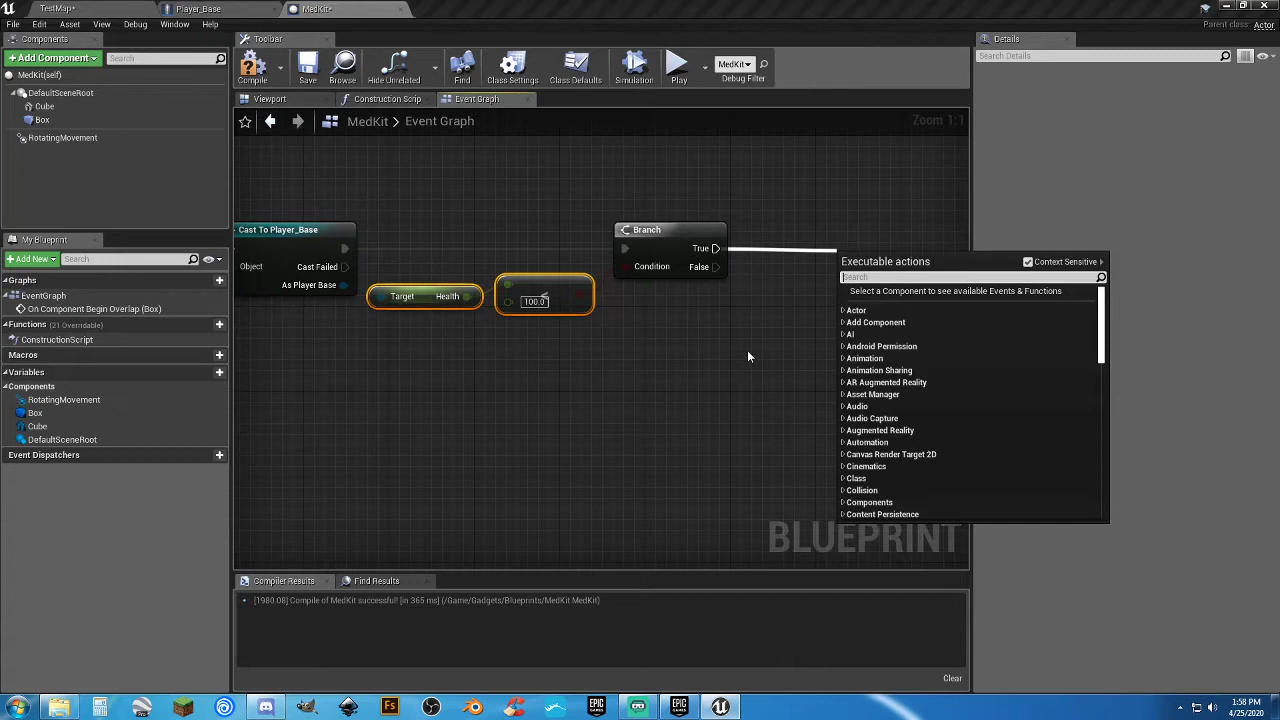 TestMap*
Player_Base
MedKit*
File
Edit
Asset
View
Debug
Window
Help
Parent class: Actor
Components
Toolbar
Details
+ Add Component
Search
Search Details
MedKit(self)
Compile
Save
Browse
Hide Unrelated
Find
Class Settings
Class Defaults
Simulation
Play
MedKit
Debug Filter
DefaultSceneRoot
Cube
Box
RotatingMovement
Viewport
Construction Scrip
Event Graph
MedKit > Event Graph
Zoom 1:1
My Blueprint
+ Add New
Search
Graphs
EventGraph
On Component Begin Overlap (Box)
Functions (21 Overridable)
ConstructionScript
Macros
Variables
Components
RotatingMovement
Box
Cube
DefaultSceneRoot
Event Dispatchers
Cast To Player_Base
Object
Cast Failed
As Player Base
Target
Health
<
100.0
Branch
True
Condition
False
Executable actions
Context Sensitive
Search
Select a Component to see available Events & Functions
Actor
Add Component
AI
Android Permission
Animation
Animation Sharing
AR Augmented Reality
Asset Manager
Audio
Audio Capture
Augmented Reality
Automation
Canvas Render Target 2D
Cinematics
Class
Collision
Components
Content Persistence
BLUEPRINT
Compiler Results
Find Results
[1980.08] Compile of MedKit successful! [in 365 ms] (/Game/Gadgets/Blueprints/MedKit.MedKit)
Clear
Pro
Fs
EPIC GAMES
EPIC GAMES
1:58 PM
4/25/2020